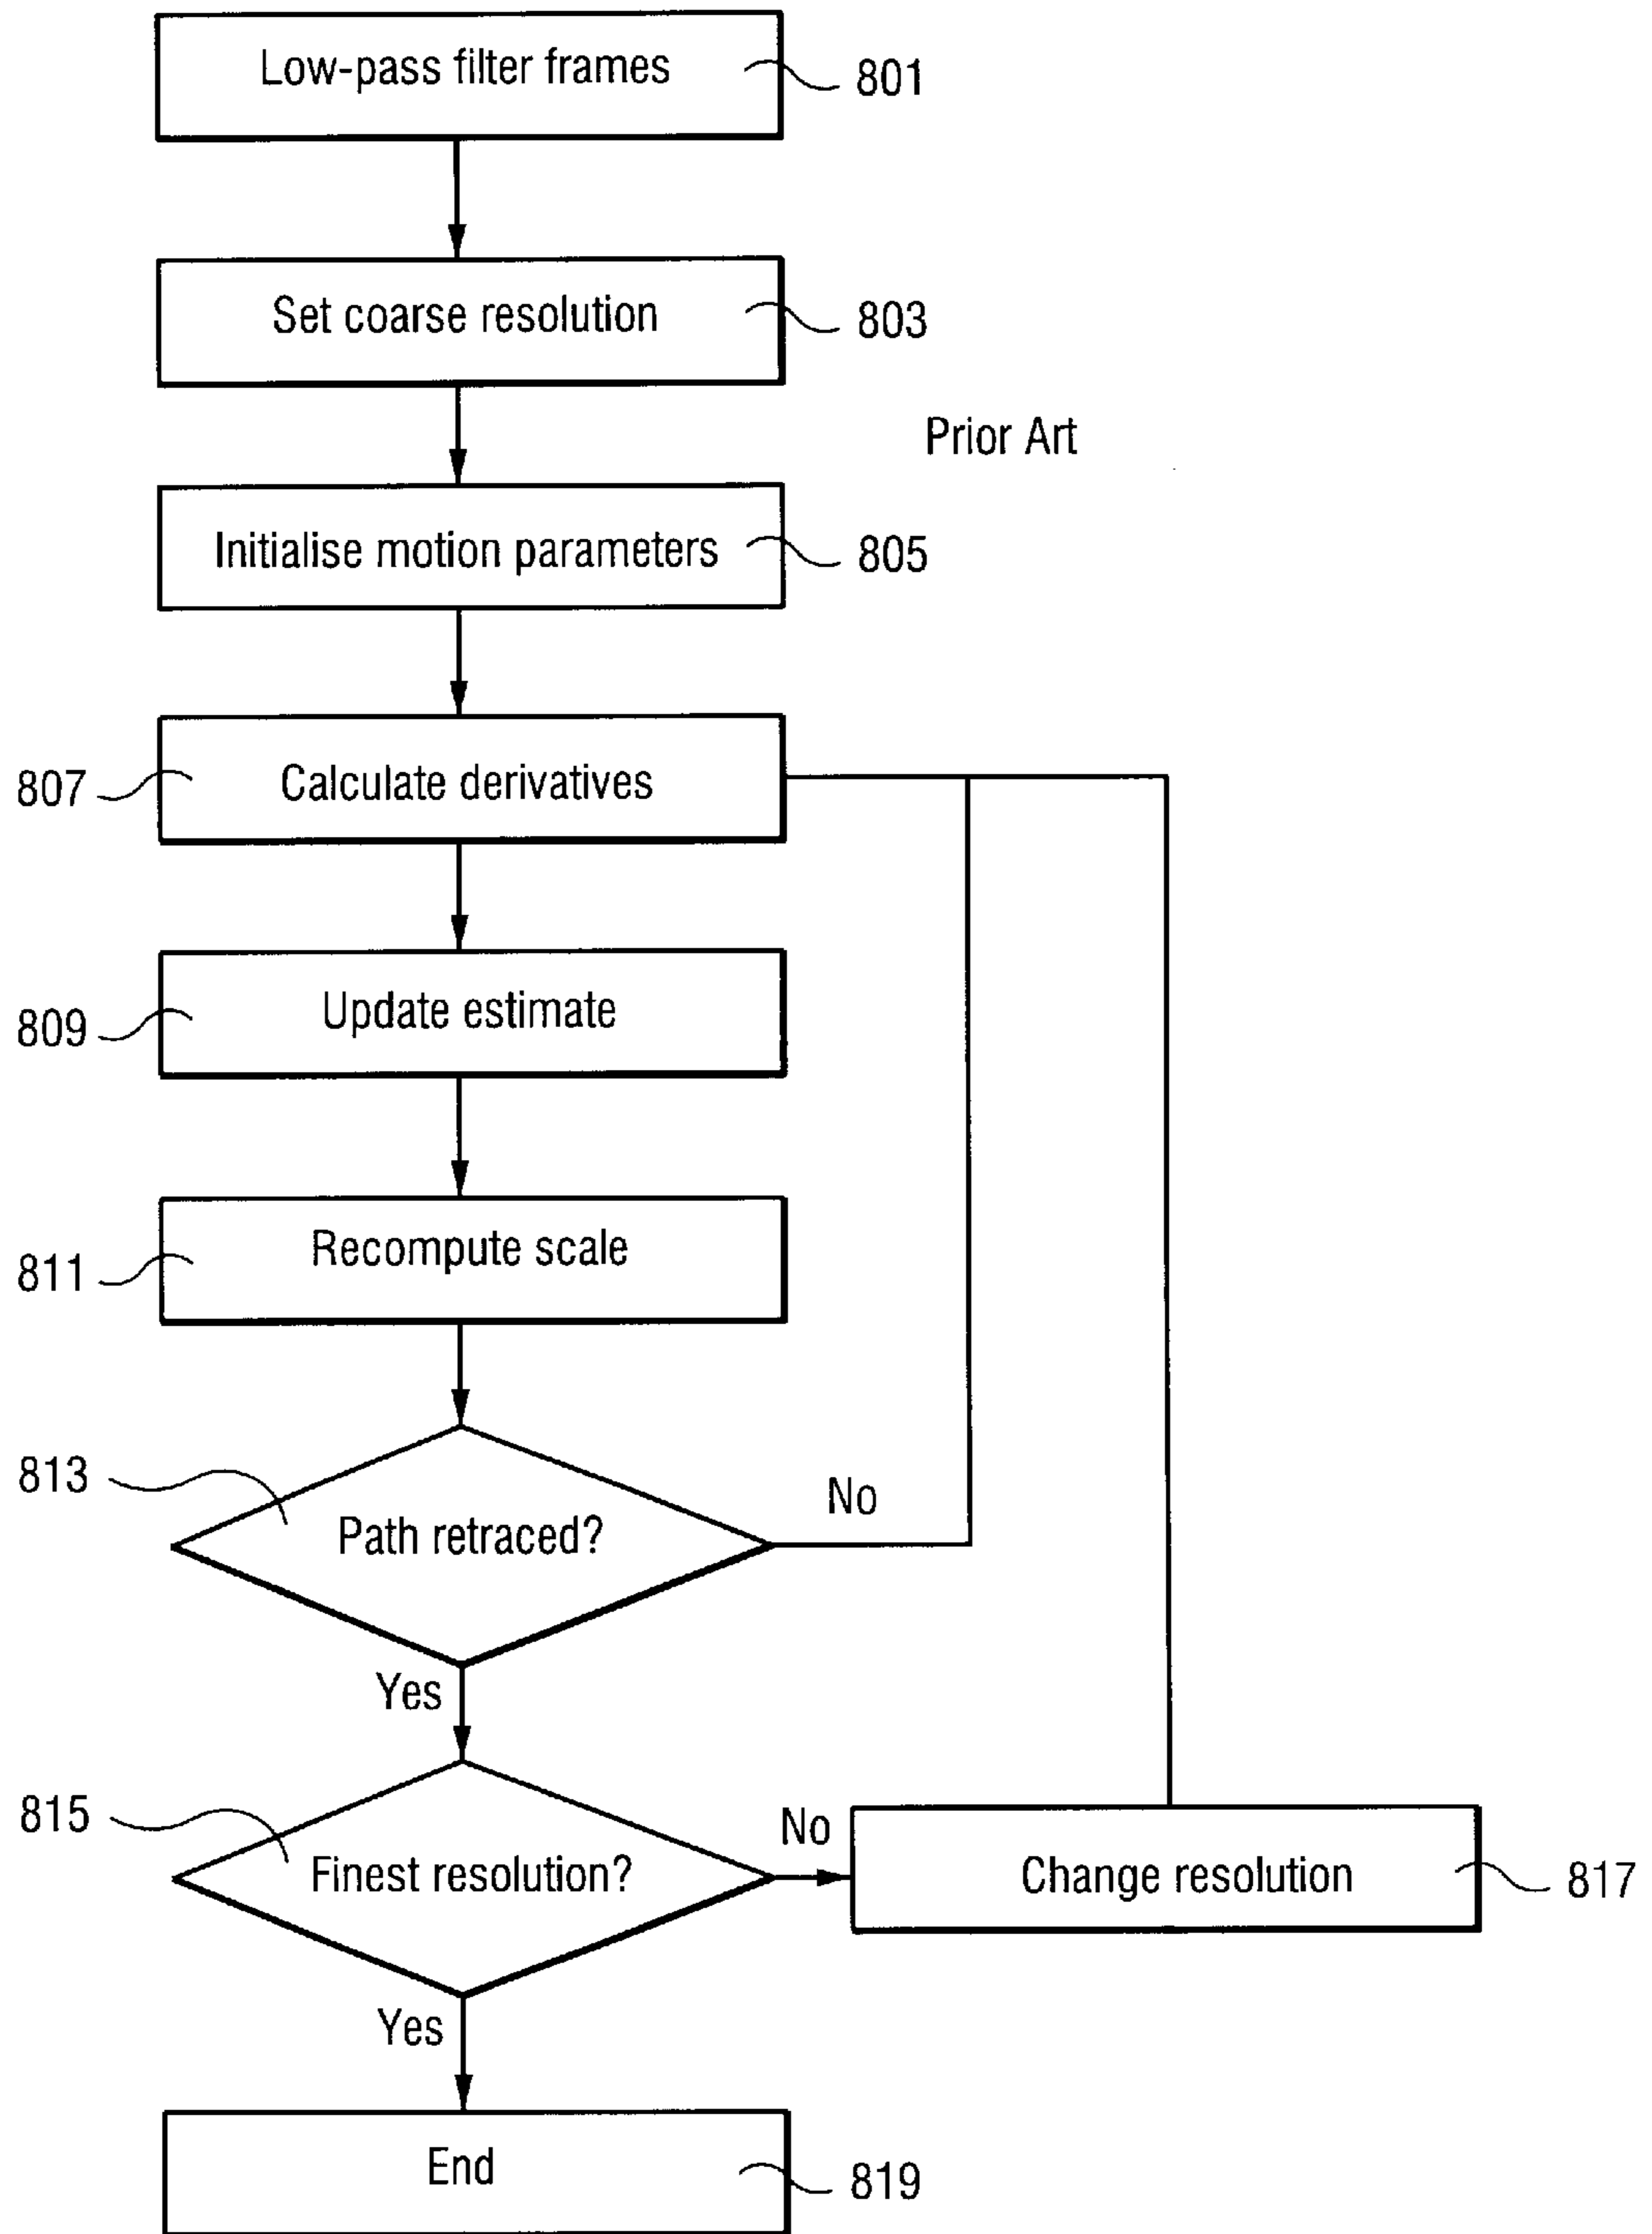 Low-pass filter frames
801
Set coarse resolution
803
Prior Art
Initialise motion parameters
805
807
Calculate derivatives
809
Update estimate
811
Recompute scale
813
Path retraced?
No
Yes
815
Finest resolution?
No
Change resolution
817
Yes
End
819